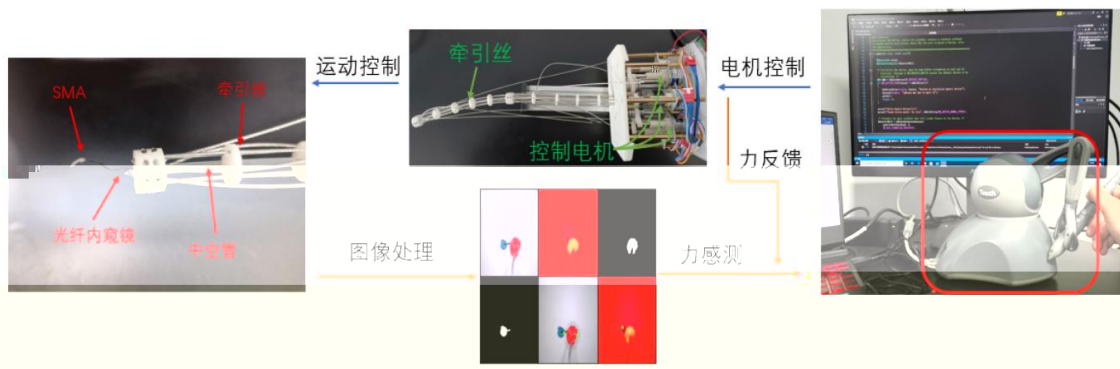 SMA
牵引丝
光纤内窥镜
中空管
运动控制
牵引丝
控制电机
电机控制
力反馈
图像处理
力感测
Touch